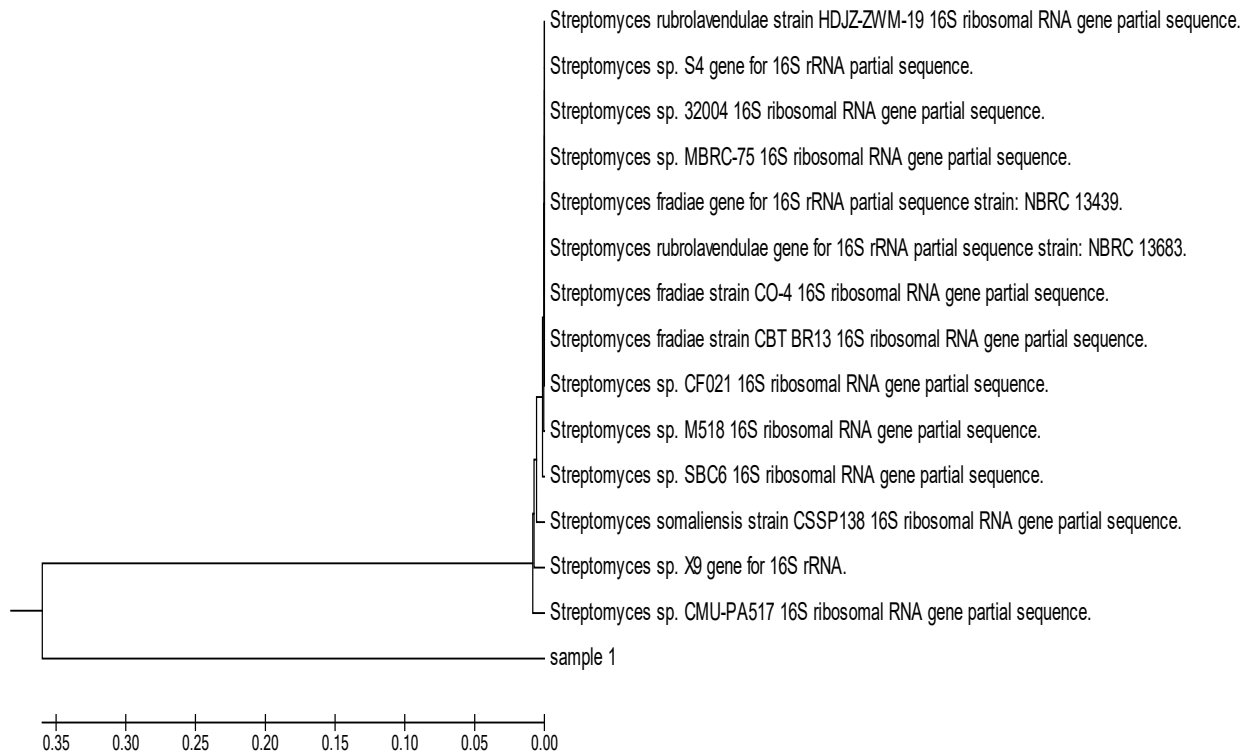 Streptomyces rubrolavendulae strain HDJZ-ZWM-19 16S ribosomal RNA gene partial sequence.
Streptomyces sp. S4 gene for 16S rRNA partial sequence.
Streptomyces sp. 32004 16S ribosomal RNA gene partial sequence.
Streptomyces sp. MBRC-75 16S ribosomal RNA gene partial sequence.
Streptomyces fradiae gene for 16S rRNA partial sequence strain: NBRC 13439.
Streptomyces rubrolavendulae gene for 16S rRNA partial sequence strain: NBRC 13683.
Streptomyces fradiae strain CO-4 16S ribosomal RNA gene partial sequence.
Streptomyces fradiae strain CBT BR13 16S ribosomal RNA gene partial sequence.
Streptomyces sp. CF021 16S ribosomal RNA gene partial sequence.
Streptomyces sp. M518 16S ribosomal RNA gene partial sequence.
Streptomyces sp. SBC6 16S ribosomal RNA gene partial sequence.
Streptomyces somaliensis strain CSSP138 16S ribosomal RNA gene partial sequence.
Streptomyces sp. X9 gene for 16S rRNA.
Streptomyces sp. CMU-PA517 16S ribosomal RNA gene partial sequence.
sample 1
0.35 0.30 0.25 0.20 0.15 0.10 0.05 0.00